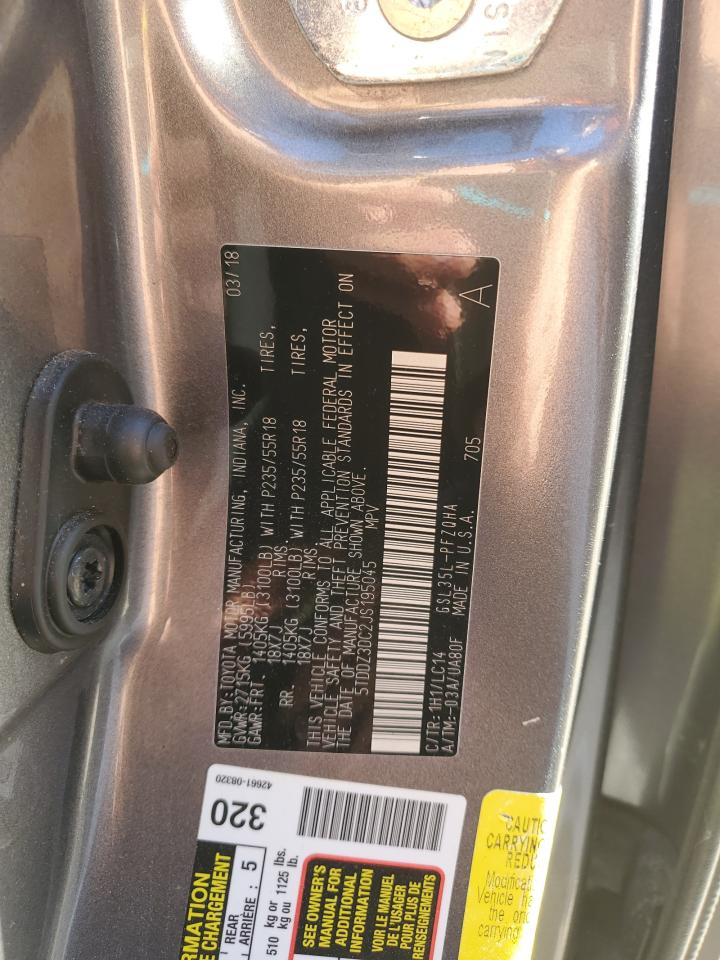 MFD.BY:TOYOTA MOTOR MANUFACTURING, INDIANA, INC. 03/18
GVWR:2715KG (5995LB)
GAWR:FRT. 1405KG (3100LB) WITH P235/55R18 TIRES,
18X7J RIMS
RR. 1405KG (3100LB) WITH P235/55R18 TIRES,
18X7J RIMS
THIS VEHICLE CONFORMS TO ALL APPLICABLE FEDERAL MOTOR
VEHICLE SAFETY AND THEFT PREVENTION STANDARDS IN EFFECT ON
THE DATE OF MANUFACTURE SHOWN ABOVE.
5TDDZ3DC2JS195045 MPV
C/TR:1H1/LC14 GSL35L-PFZQHA 705
A/TM:-03A/UA80F MADE IN U.S.A. A
42661-08320
320
REAR
ARRIÈRE : 5
510 kg or 1125 lbs.
kg ou 1125 lb.
SEE OWNER'S
MANUAL FOR
ADDITIONAL
INFORMATION
VOIR LE MANUEL
DE L'USAGER
POUR PLUS DE
RENSEIGNEMENTS
CARRYING
Vehicle
the
carrying